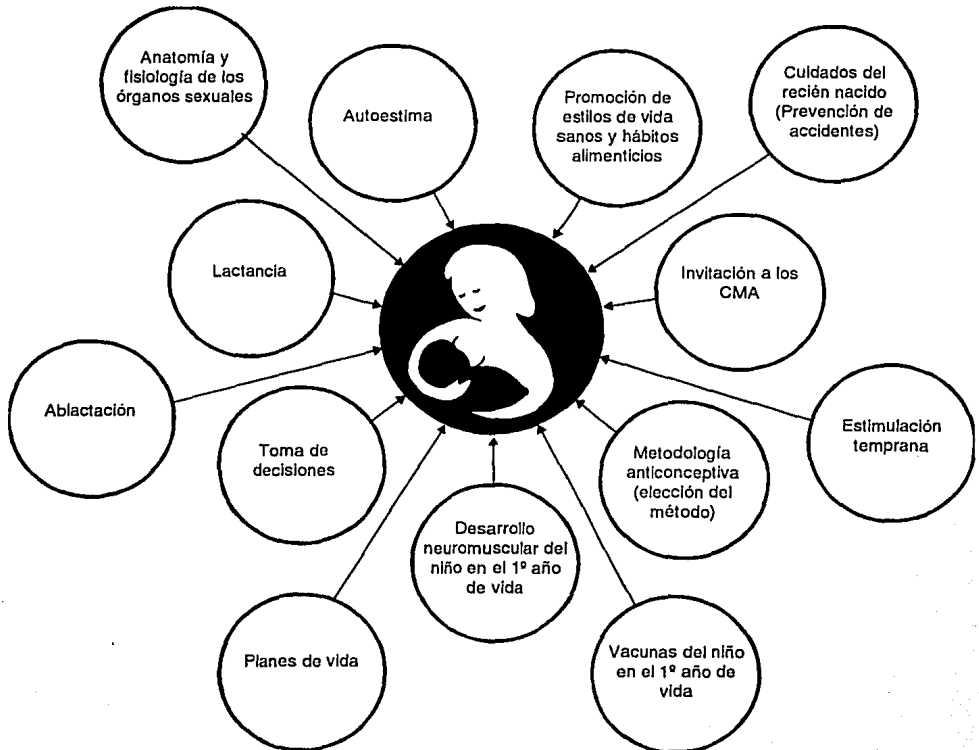 Anatomía y
fisiología de los
órganos sexuales
Autoestima
Promoción de
estilos de vida
sanos y hábitos
alimenticios
Cuidados del
recién nacido
(Prevención de
accidentes)
Lactancia
Invitación a los
CMA
Ablactación
Toma de
decisiones
Metodología
anticonceptiva
(elección del
método)
Estimulación
temprana
Desarrollo
neuromuscular del
niño en el 1º año
de vida
Planes de vida
Vacunas del niño
en el 1º año de
vida